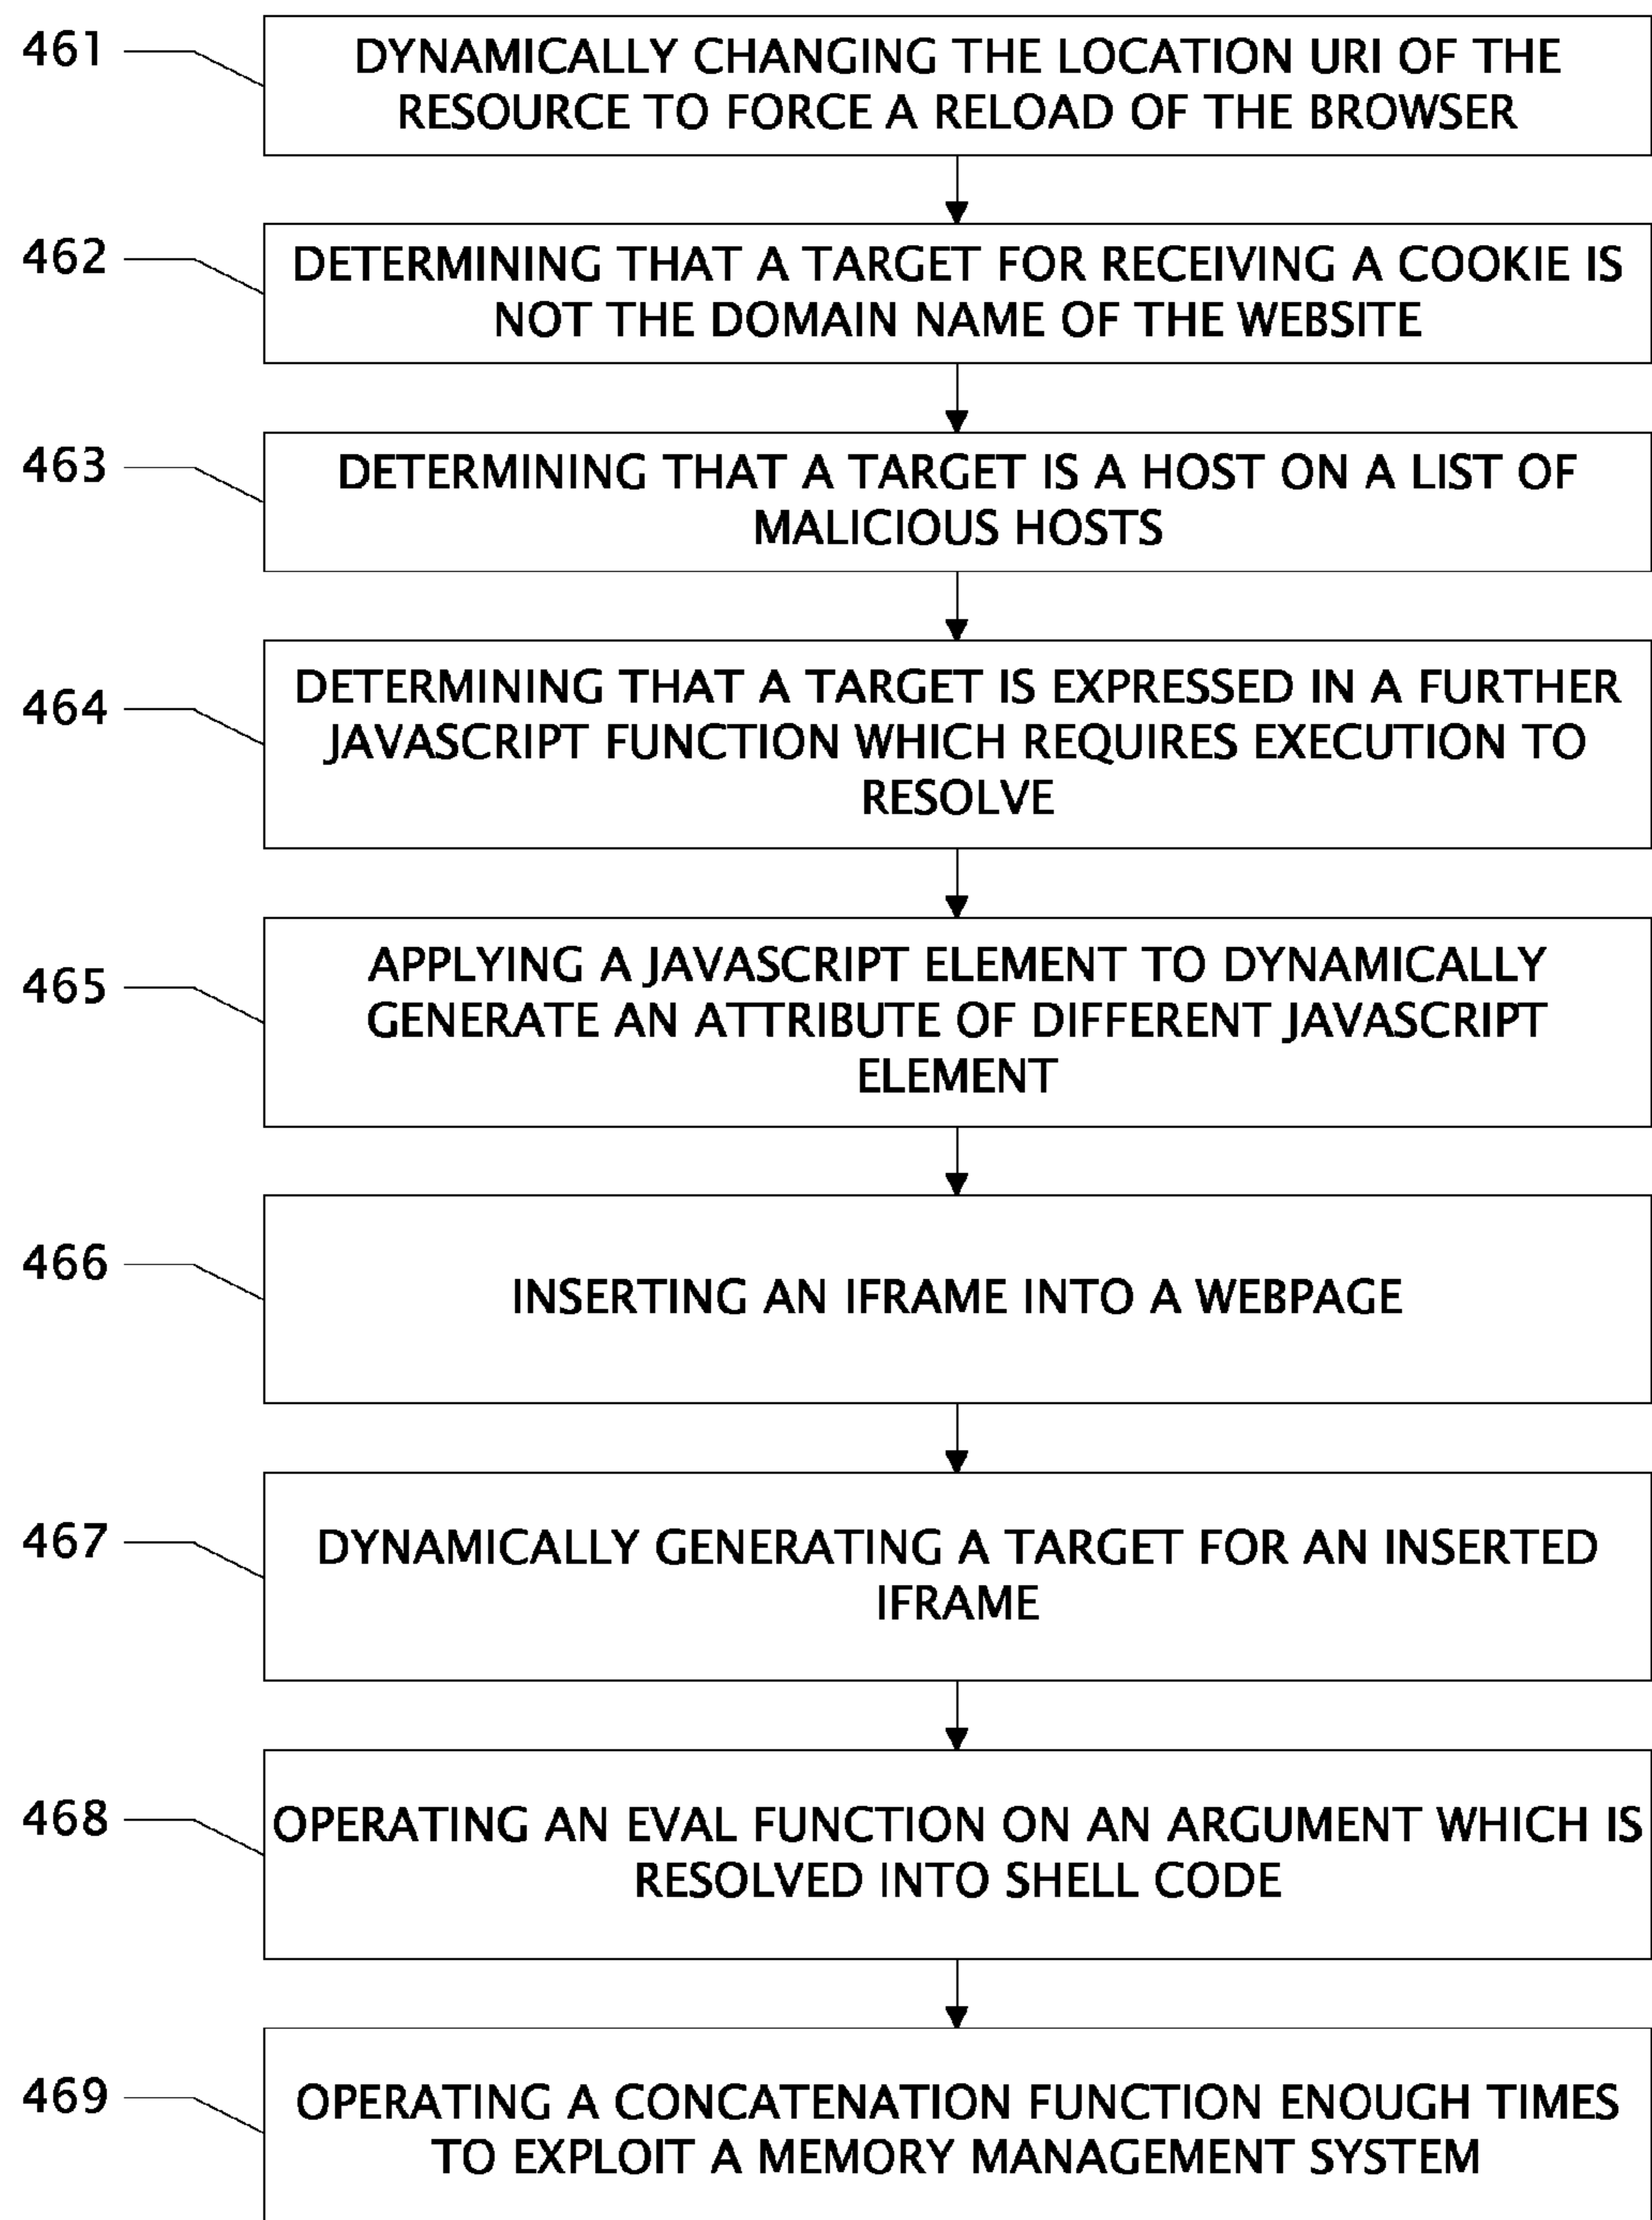 461
DYNAMICALLY CHANGING THE LOCATION URI OF THE
RESOURCE TO FORCE A RELOAD OF THE BROWSER
462
DETERMINING THAT A TARGET FOR RECEIVING A COOKIE IS
NOT THE DOMAIN NAME OF THE WEBSITE
463
DETERMINING THAT A TARGET IS A HOST ON A LIST OF
MALICIOUS HOSTS
464
DETERMINING THAT A TARGET IS EXPRESSED IN A FURTHER
JAVASCRIPT FUNCTION WHICH REQUIRES EXECUTION TO
RESOLVE
465
APPLYING A JAVASCRIPT ELEMENT TO DYNAMICALLY
GENERATE AN ATTRIBUTE OF DIFFERENT JAVASCRIPT
ELEMENT
466
INSERTING AN IFRAME INTO A WEBPAGE
467
DYNAMICALLY GENERATING A TARGET FOR AN INSERTED
IFRAME
468
OPERATING AN EVAL FUNCTION ON AN ARGUMENT WHICH IS
RESOLVED INTO SHELL CODE
469
OPERATING A CONCATENATION FUNCTION ENOUGH TIMES
TO EXPLOIT A MEMORY MANAGEMENT SYSTEM